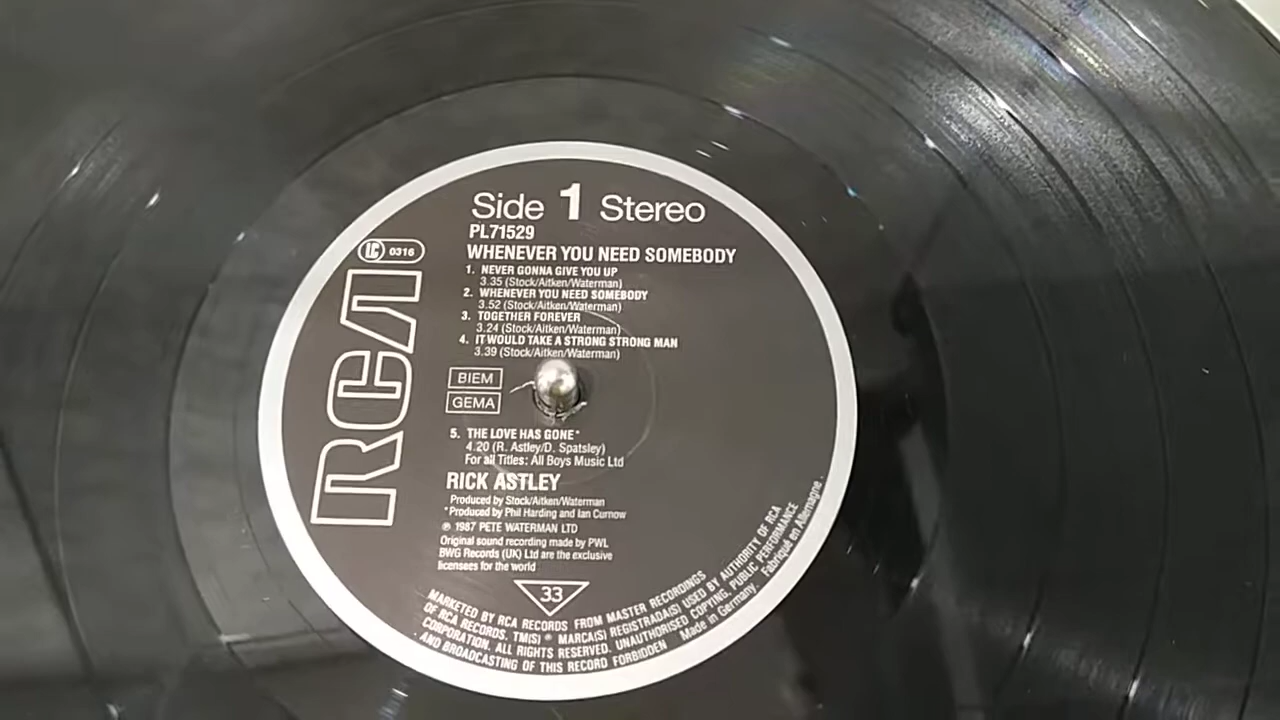 Side 1 Stereo
PL71529
WHENEVER YOU NEED SOMEBODY
LC 0316
1. NEVER GONNA GIVE YOU UP
3.35 (Stock/Aitken/Waterman)
2. WHENEVER YOU NEED SOMEBODY
3.52 (Stock/Aitken/Waterman)
3. TOGETHER FOREVER
3.24 (Stock/Aitken/Waterman)
4. IT WOULD TAKE A STRONG STRONG MAN
3.39 (Stock/Aitken/Waterman)
RCA
BIEM
GEMA
5. THE LOVE HAS GONE*
4.20 (R. Astley/D. Spatsley)
For all Titles: All Boys Music Ltd
RICK ASTLEY
Produced by Stock/Aitken/Waterman
*Produced by Phil Harding and Ian Curnow
℗ 1987 PETE WATERMAN LTD
Original sound recording made by PWL
BWG Records (UK) Ltd are the exclusive
licensees for the world
33
MARKETED BY RCA RECORDS FROM MASTER RECORDINGS
OF RCA RECORDS. TM(S) ® MARCA(S) REGISTRADA(S) USED BY AUTHORITY OF RCA
CORPORATION. ALL RIGHTS RESERVED. UNAUTHORISED COPYING, PUBLIC PERFORMANCE
AND BROADCASTING OF THIS RECORD FORBIDDEN Made in Germany. Fabriqué en Allemagne.